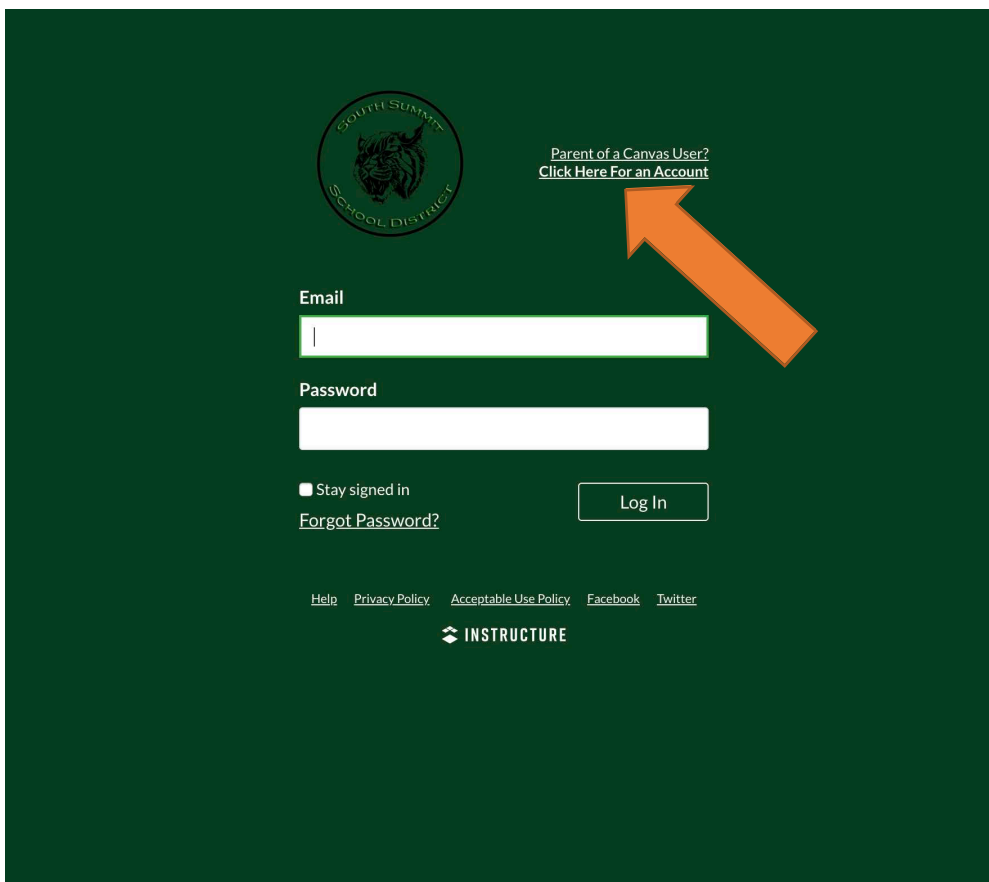 SOUTH SUMMIT
SCHOOL DISTRICT
Parent of a Canvas User?
Click Here For an Account
Email
Password
Stay signed in
Log In
Forgot Password?
Help Privacy Policy Acceptable Use Policy Facebook Twitter
INSTRUCTURE